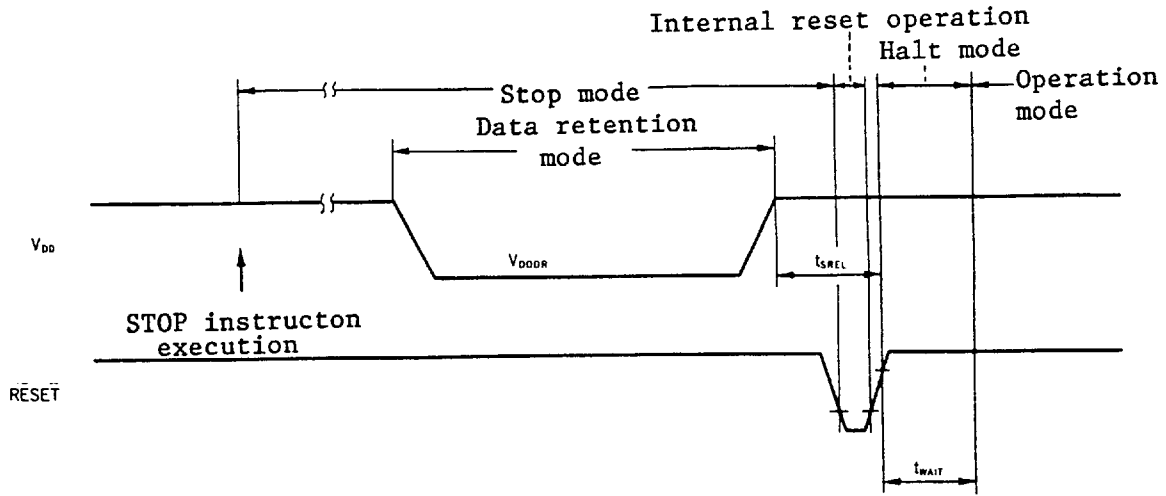 Internal reset operation
Halt mode
Stop mode
Operation
mode
Data retention
mode
VDD
VDDDR
tSREL
STOP instructon
execution
RESET
tWAIT